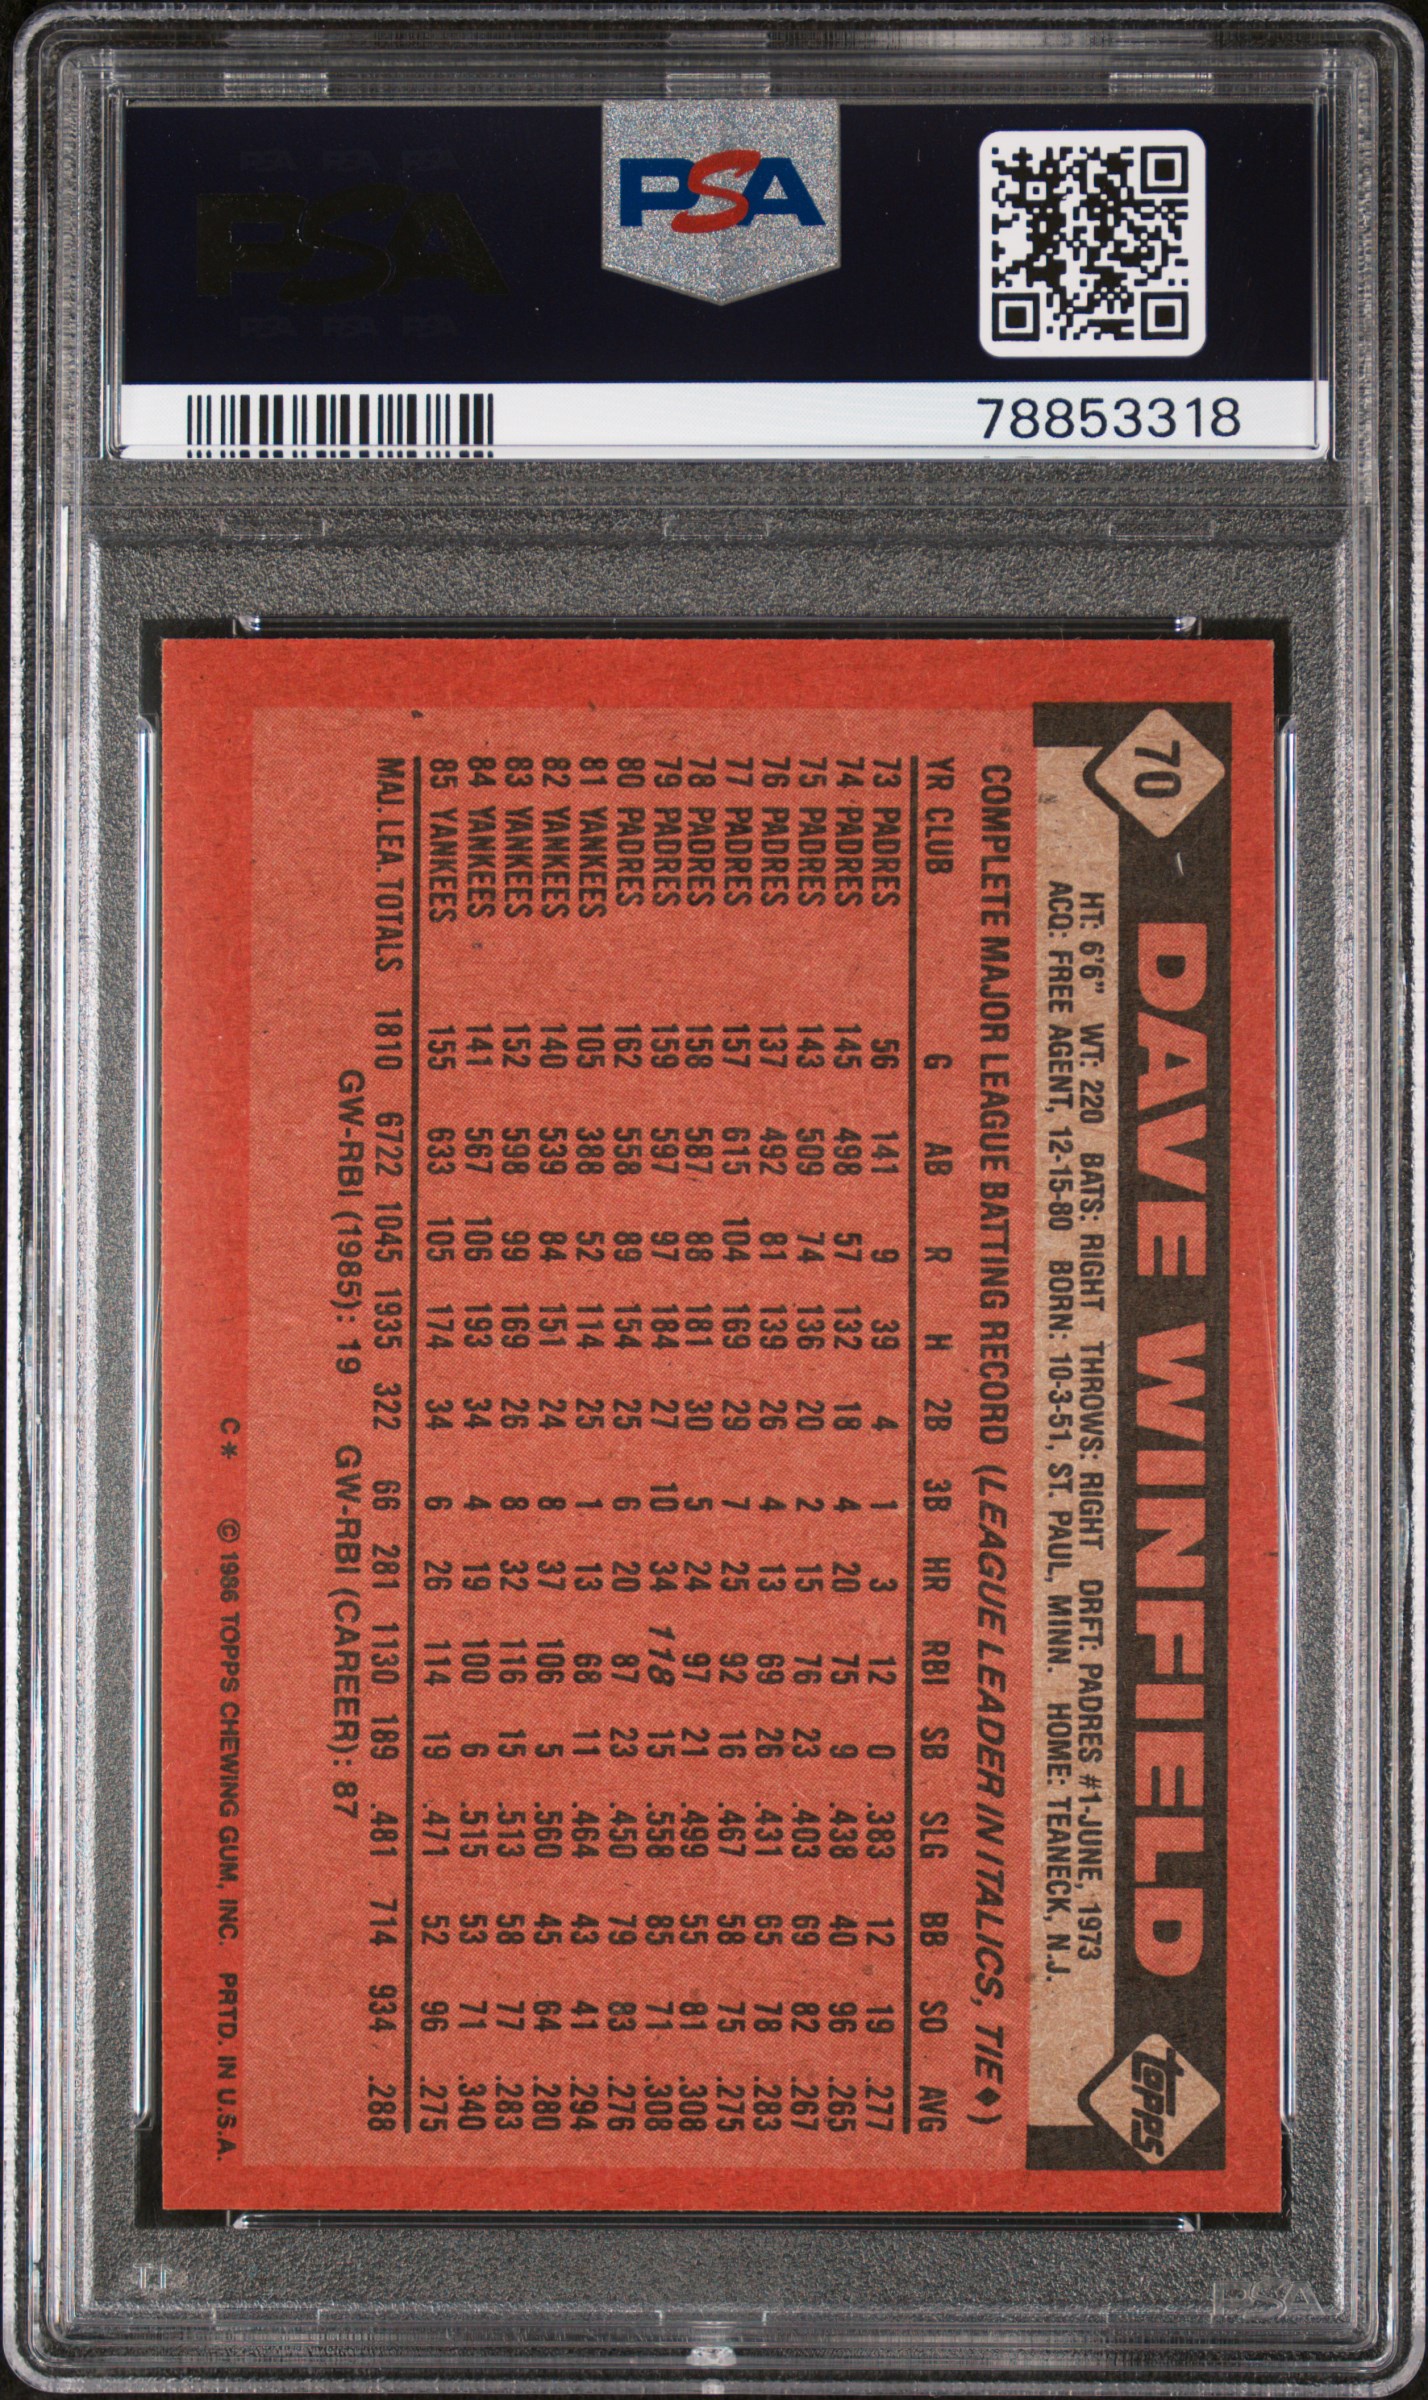 PSA PSA PSA
PSA
PSA PSA PSA
PSA
78853318
70 DAVE WINFIELD topps
HT: 6'6" WT: 220 BATS: RIGHT THROWS: RIGHT DRFT: PADRES #1-JUNE, 1973
ACQ: FREE AGENT, 12-15-80 BORN: 10-3-51, ST. PAUL, MINN. HOME: TEANECK, N.J.
COMPLETE MAJOR LEAGUE BATTING RECORD (LEAGUE LEADER IN ITALICS, TIE ♦)
YR CLUB G AB R H 2B 3B HR RBI SB SLG BB SO AVG
73 PADRES 56 141 9 39 4 1 3 12 0 .383 12 19 .277
74 PADRES 145 498 57 132 18 4 20 75 9 .438 40 96 .265
75 PADRES 143 509 74 136 20 2 15 76 23 .403 69 82 .267
76 PADRES 137 492 81 139 26 4 13 69 26 .431 65 78 .283
77 PADRES 157 615 104 169 29 7 25 92 16 .467 58 75 .275
78 PADRES 158 587 88 181 30 5 24 97 21 .499 55 81 .308
79 PADRES 159 597 97 184 27 10 34 118 15 .558 85 71 .308
80 PADRES 162 558 89 154 25 6 20 87 23 .450 79 83 .276
81 YANKEES 105 388 52 114 25 1 13 68 11 .464 43 41 .294
82 YANKEES 140 539 84 151 24 8 37 106 5 .560 45 64 .280
83 YANKEES 152 598 99 169 26 8 32 116 15 .513 58 77 .283
84 YANKEES 141 567 106 193 34 4 19 100 6 .515 53 71 .340
85 YANKEES 155 633 105 174 34 6 26 114 19 .471 52 96 .275
MAJ. LEA. TOTALS 1810 6722 1045 1935 322 66 281 1130 189 .481 714 934 .288
GW-RBI (1985): 19 GW-RBI (CAREER): 87
C* © 1986 TOPPS CHEWING GUM, INC. PRTD. IN U.S.A.
PSA